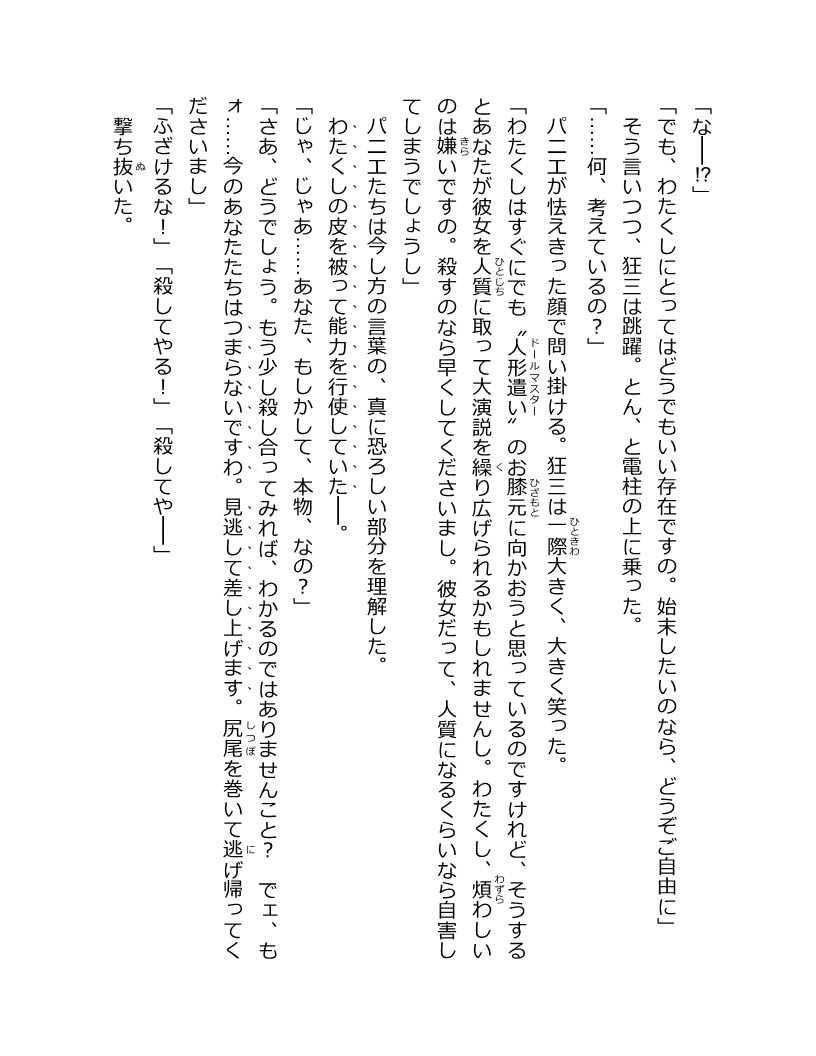 「な――!?」
「でも、わたくしにとってはどうでもいい存在ですの。始末したいのなら、どうぞご自由に」
　そう言いつつ、狂三は跳躍。とん、と電柱の上に乗った。
「……何、考えているの？」
　パニエが怯えきった顔で問い掛ける。狂三は一際大きく、大きく笑った。
「わたくしはすぐにでも〝人形遣い〟のお膝元に向かおうと思っているのですけれど、そうする
とあなたが彼女を人質に取って大演説を繰り広げられるかもしれませんし。わたくし、煩わしい
のは嫌いですの。殺すのなら早くしてくださいまし。彼女だって、人質になるくらいなら自害し
てしまうでしょうし」
　パニエたちは今し方の言葉の、真に恐ろしい部分を理解した。
　わたくしの皮を被って能力を行使していた――。
「じゃ、じゃあ……あなた、もしかして、本物、なの？」
「さあ、どうでしょう。もう少し殺し合ってみれば、わかるのではありませんこと？　でェ、も
ォ……今のあなたたちはつまらないですわ。見逃して差し上げます。尻尾を巻いて逃げ帰ってく
ださいまし」
「ふざけるな！」「殺してやる！」「殺してや――」
　撃ち抜いた。